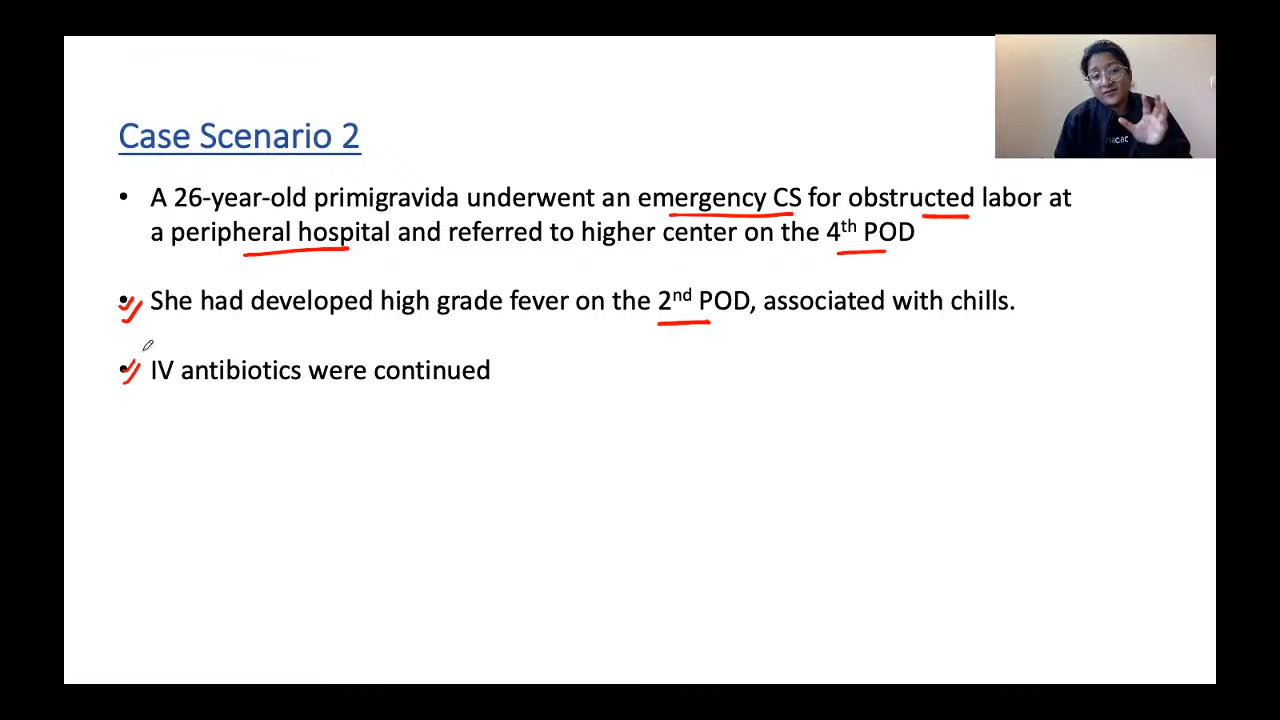 Case Scenario 2
• A 26-year-old primigravida underwent an emergency CS for obstructed labor at
a peripheral hospital and referred to higher center on the 4th POD
• She had developed high grade fever on the 2nd POD, associated with chills.
• IV antibiotics were continued